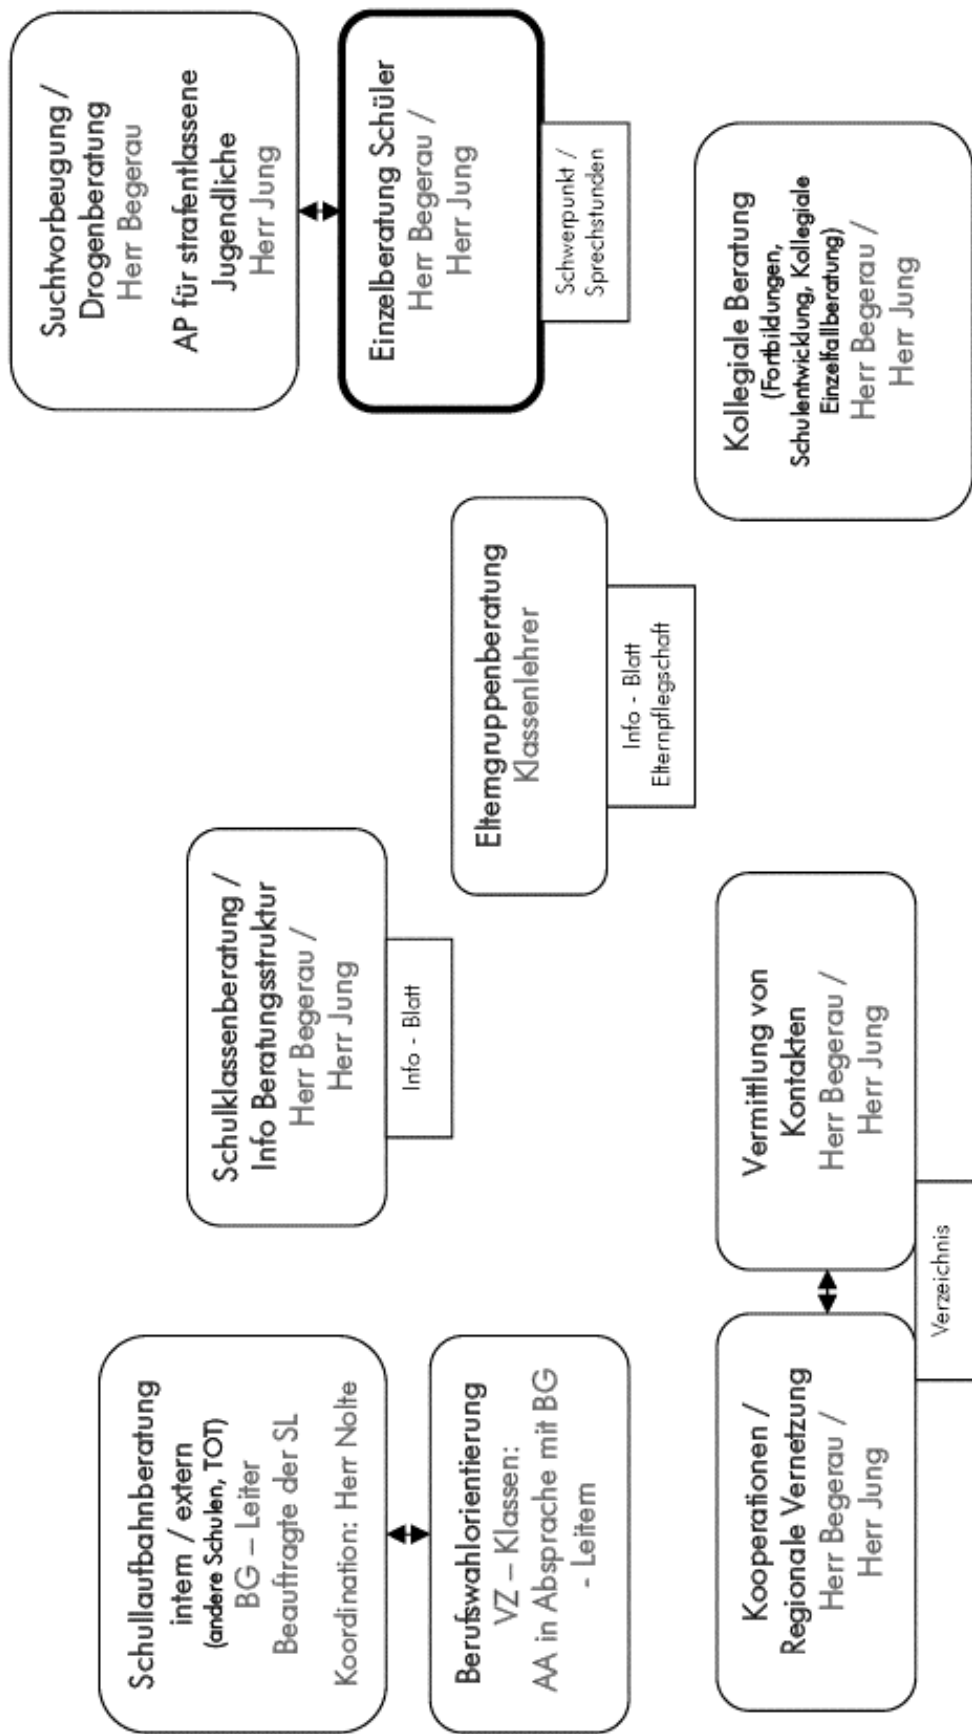 Schullaufbahnberatung
intern / extern
(andere Schulen, TOT)
BG – Leiter
Beauftragte der SL
Koordination: Herr Nolte
Berufswahlorientierung
VZ – Klassen:
AA in Absprache mit BG
- Leitern
Kooperationen /
Regionale Vernetzung
Herr Begerau /
Herr Jung
Vermittlung von
Kontakten
Herr Begerau /
Herr Jung
Verzeichnis
Schulklassenberatung /
Info Beratungsstruktur
Herr Begerau /
Herr Jung
Info - Blatt
Elterngruppenberatung
Klassenlehrer
Info - Blatt
Elternpflegschaft
Suchtvorbeugung /
Drogenberatung
Herr Begerau
AP für strafentlassene
Jugendliche
Herr Jung
Einzelberatung Schüler
Herr Begerau /
Herr Jung
Schwerpunkt /
Sprechstunden
Kollegiale Beratung
(Fortbildungen,
Schulentwicklung, Kollegiale
Einzelfallberatung)
Herr Begerau /
Herr Jung